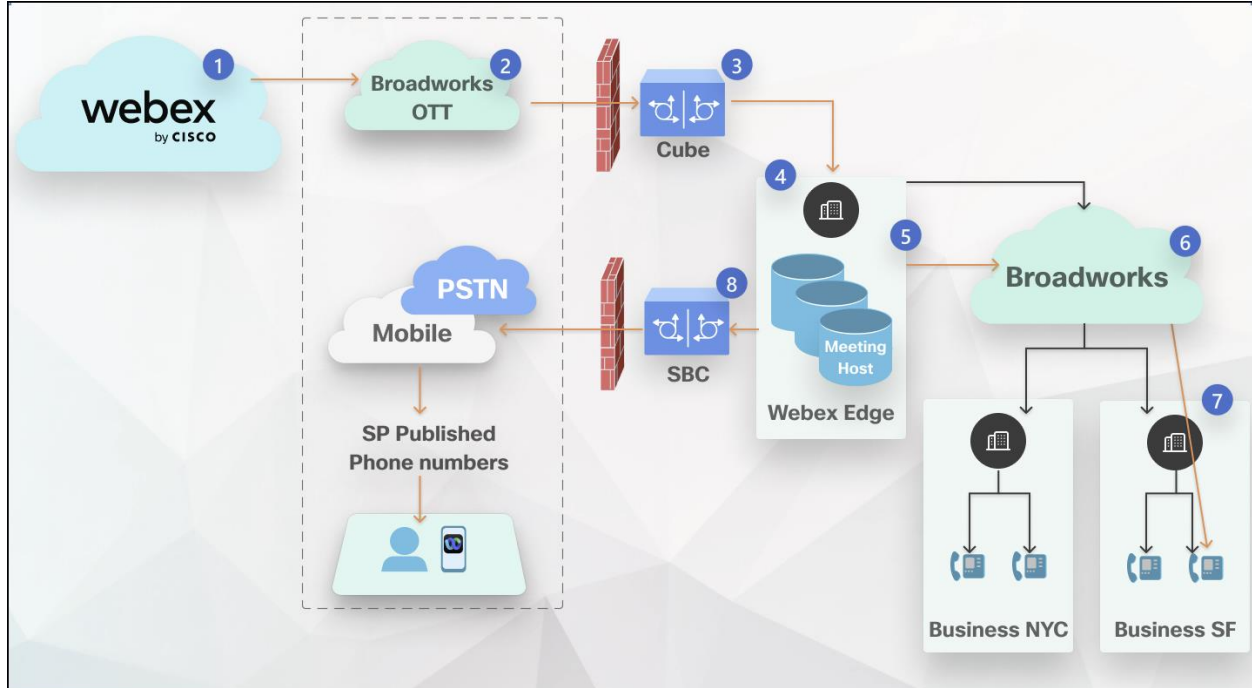 1
webex
by CISCO
2
Broadworks
OTT
3
Cube
4
5
Meeting
Host
Webex Edge
6
Broadworks
PSTN
Mobile
8
SBC
SP Published
Phone numbers
7
Business NYC
Business SF